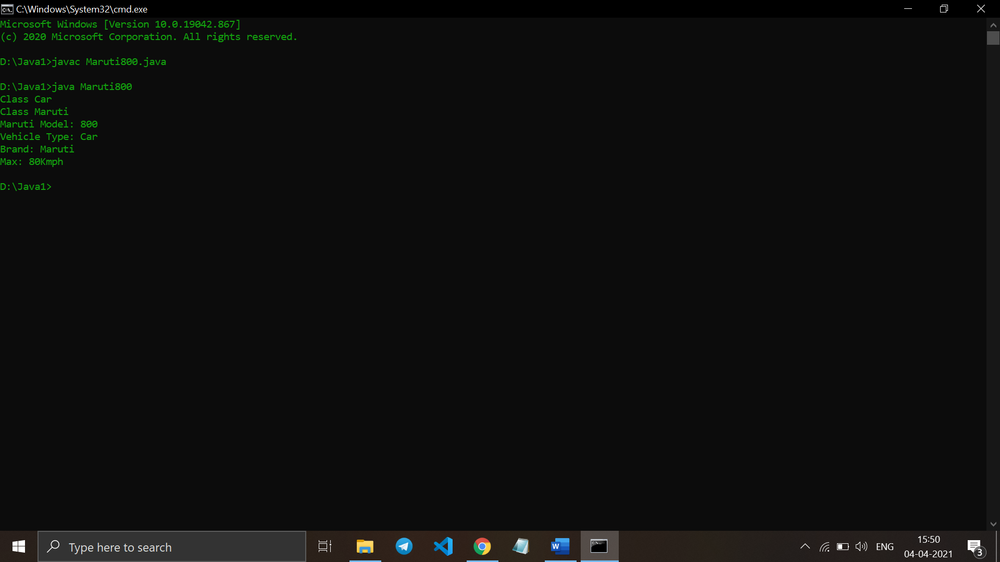 C:\Windows\System32\cmd.exe
Microsoft Windows [Version 10.0.19042.867]
(c) 2020 Microsoft Corporation. All rights reserved.
D:\Java1>javac Maruti800.java
D:\Java1>java Maruti800
Class Car
Class Maruti
Maruti Model: 800
Vehicle Type: Car
Brand: Maruti
Max: 80Kmph
D:\Java1>
Type here to search
ENG
15:50
04-04-2021
3